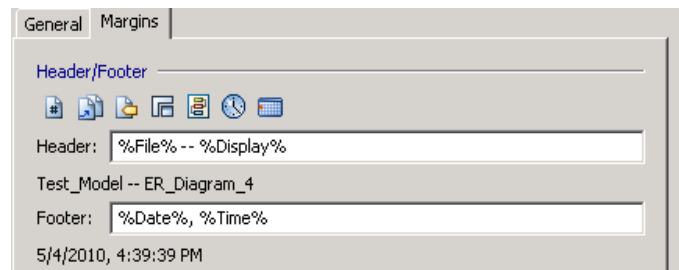 General Margins
Header/Footer
#
Header: %File% -- %Display%
Test_Model -- ER_Diagram_4
Footer: %Date%, %Time%
5/4/2010, 4:39:39 PM